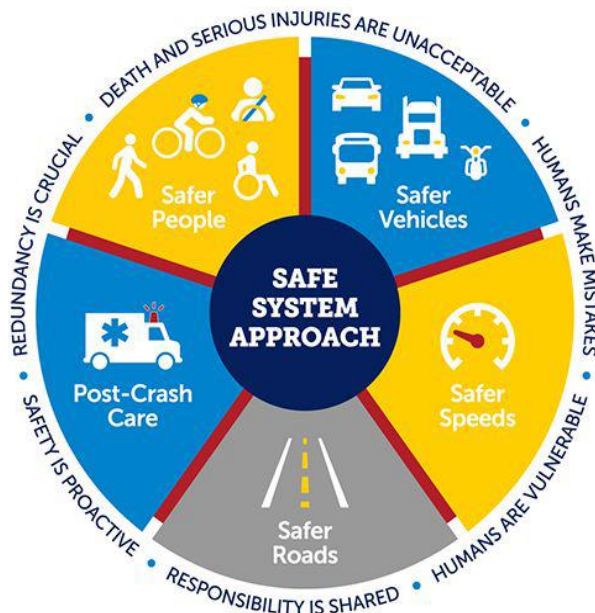 DEATH AND SERIOUS INJURIES ARE UNACCEPTABLE
HUMANS MAKE MISTAKES
HUMANS ARE VULNERABLE
RESPONSIBILITY IS SHARED
SAFETY IS PROACTIVE
REDUNDANCY IS CRUCIAL
Safer
People
Safer
Vehicles
SAFE
SYSTEM
APPROACH
Post-Crash
Care
Safer
Speeds
Safer
Roads